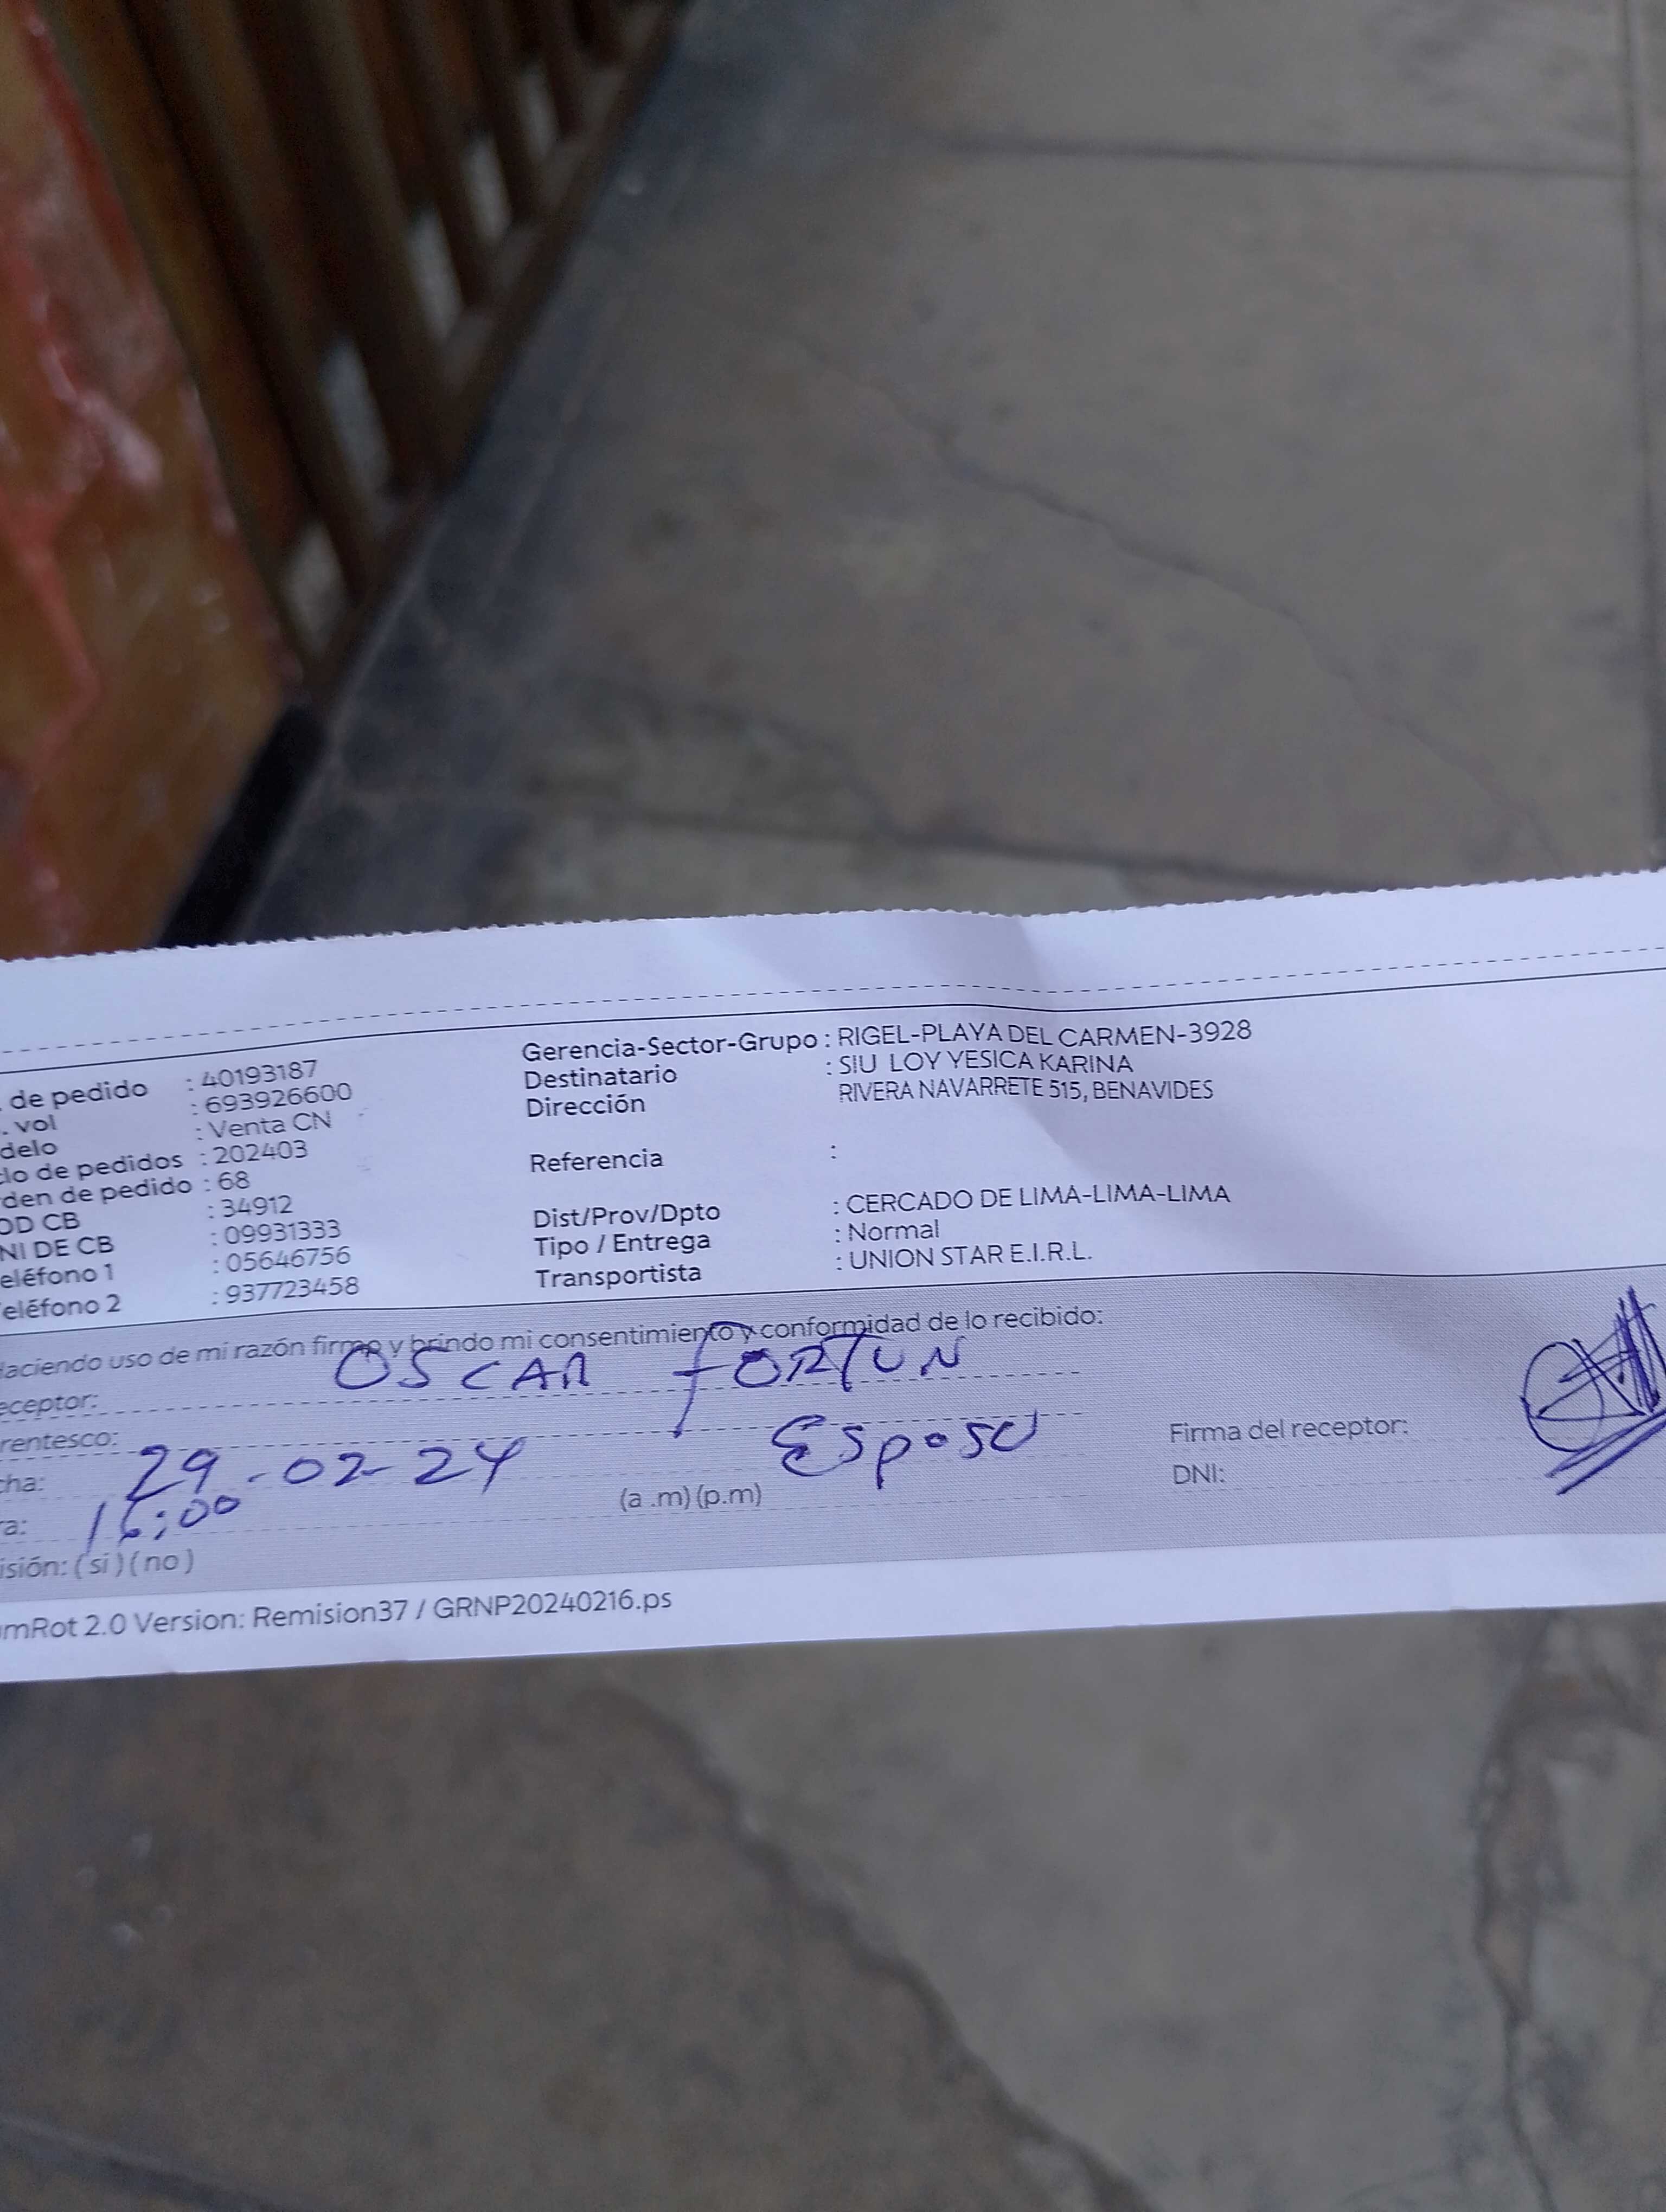 de pedido : 40193187
. vol : 693926600
delo : Venta CN
lo de pedidos : 202403
den de pedido : 68
OD CB : 34912
NI DE CB : 09931333
eléfono 1 : 05646756
eléfono 2 : 937723458
Gerencia-Sector-Grupo : RIGEL-PLAYA DEL CARMEN-3928
Destinatario : SIU LOY YESICA KARINA
Dirección RIVERA NAVARRETE 515, BENAVIDES
Referencia :
Dist/Prov/Dpto : CERCADO DE LIMA-LIMA-LIMA
Tipo / Entrega : Normal
Transportista : UNION STAR E.I.R.L.
Haciendo uso de mi razón firmo y brindo mi consentimiento y conformidad de lo recibido:
eceptor: OSCAR FORTUN
rentesco: Esposo
cha: 29-02-24
ra: 16:00 (a .m) (p.m)
isión: ( si ) ( no )
Firma del receptor:
DNI:
mRot 2.0 Version: Remision37 / GRNP20240216.ps